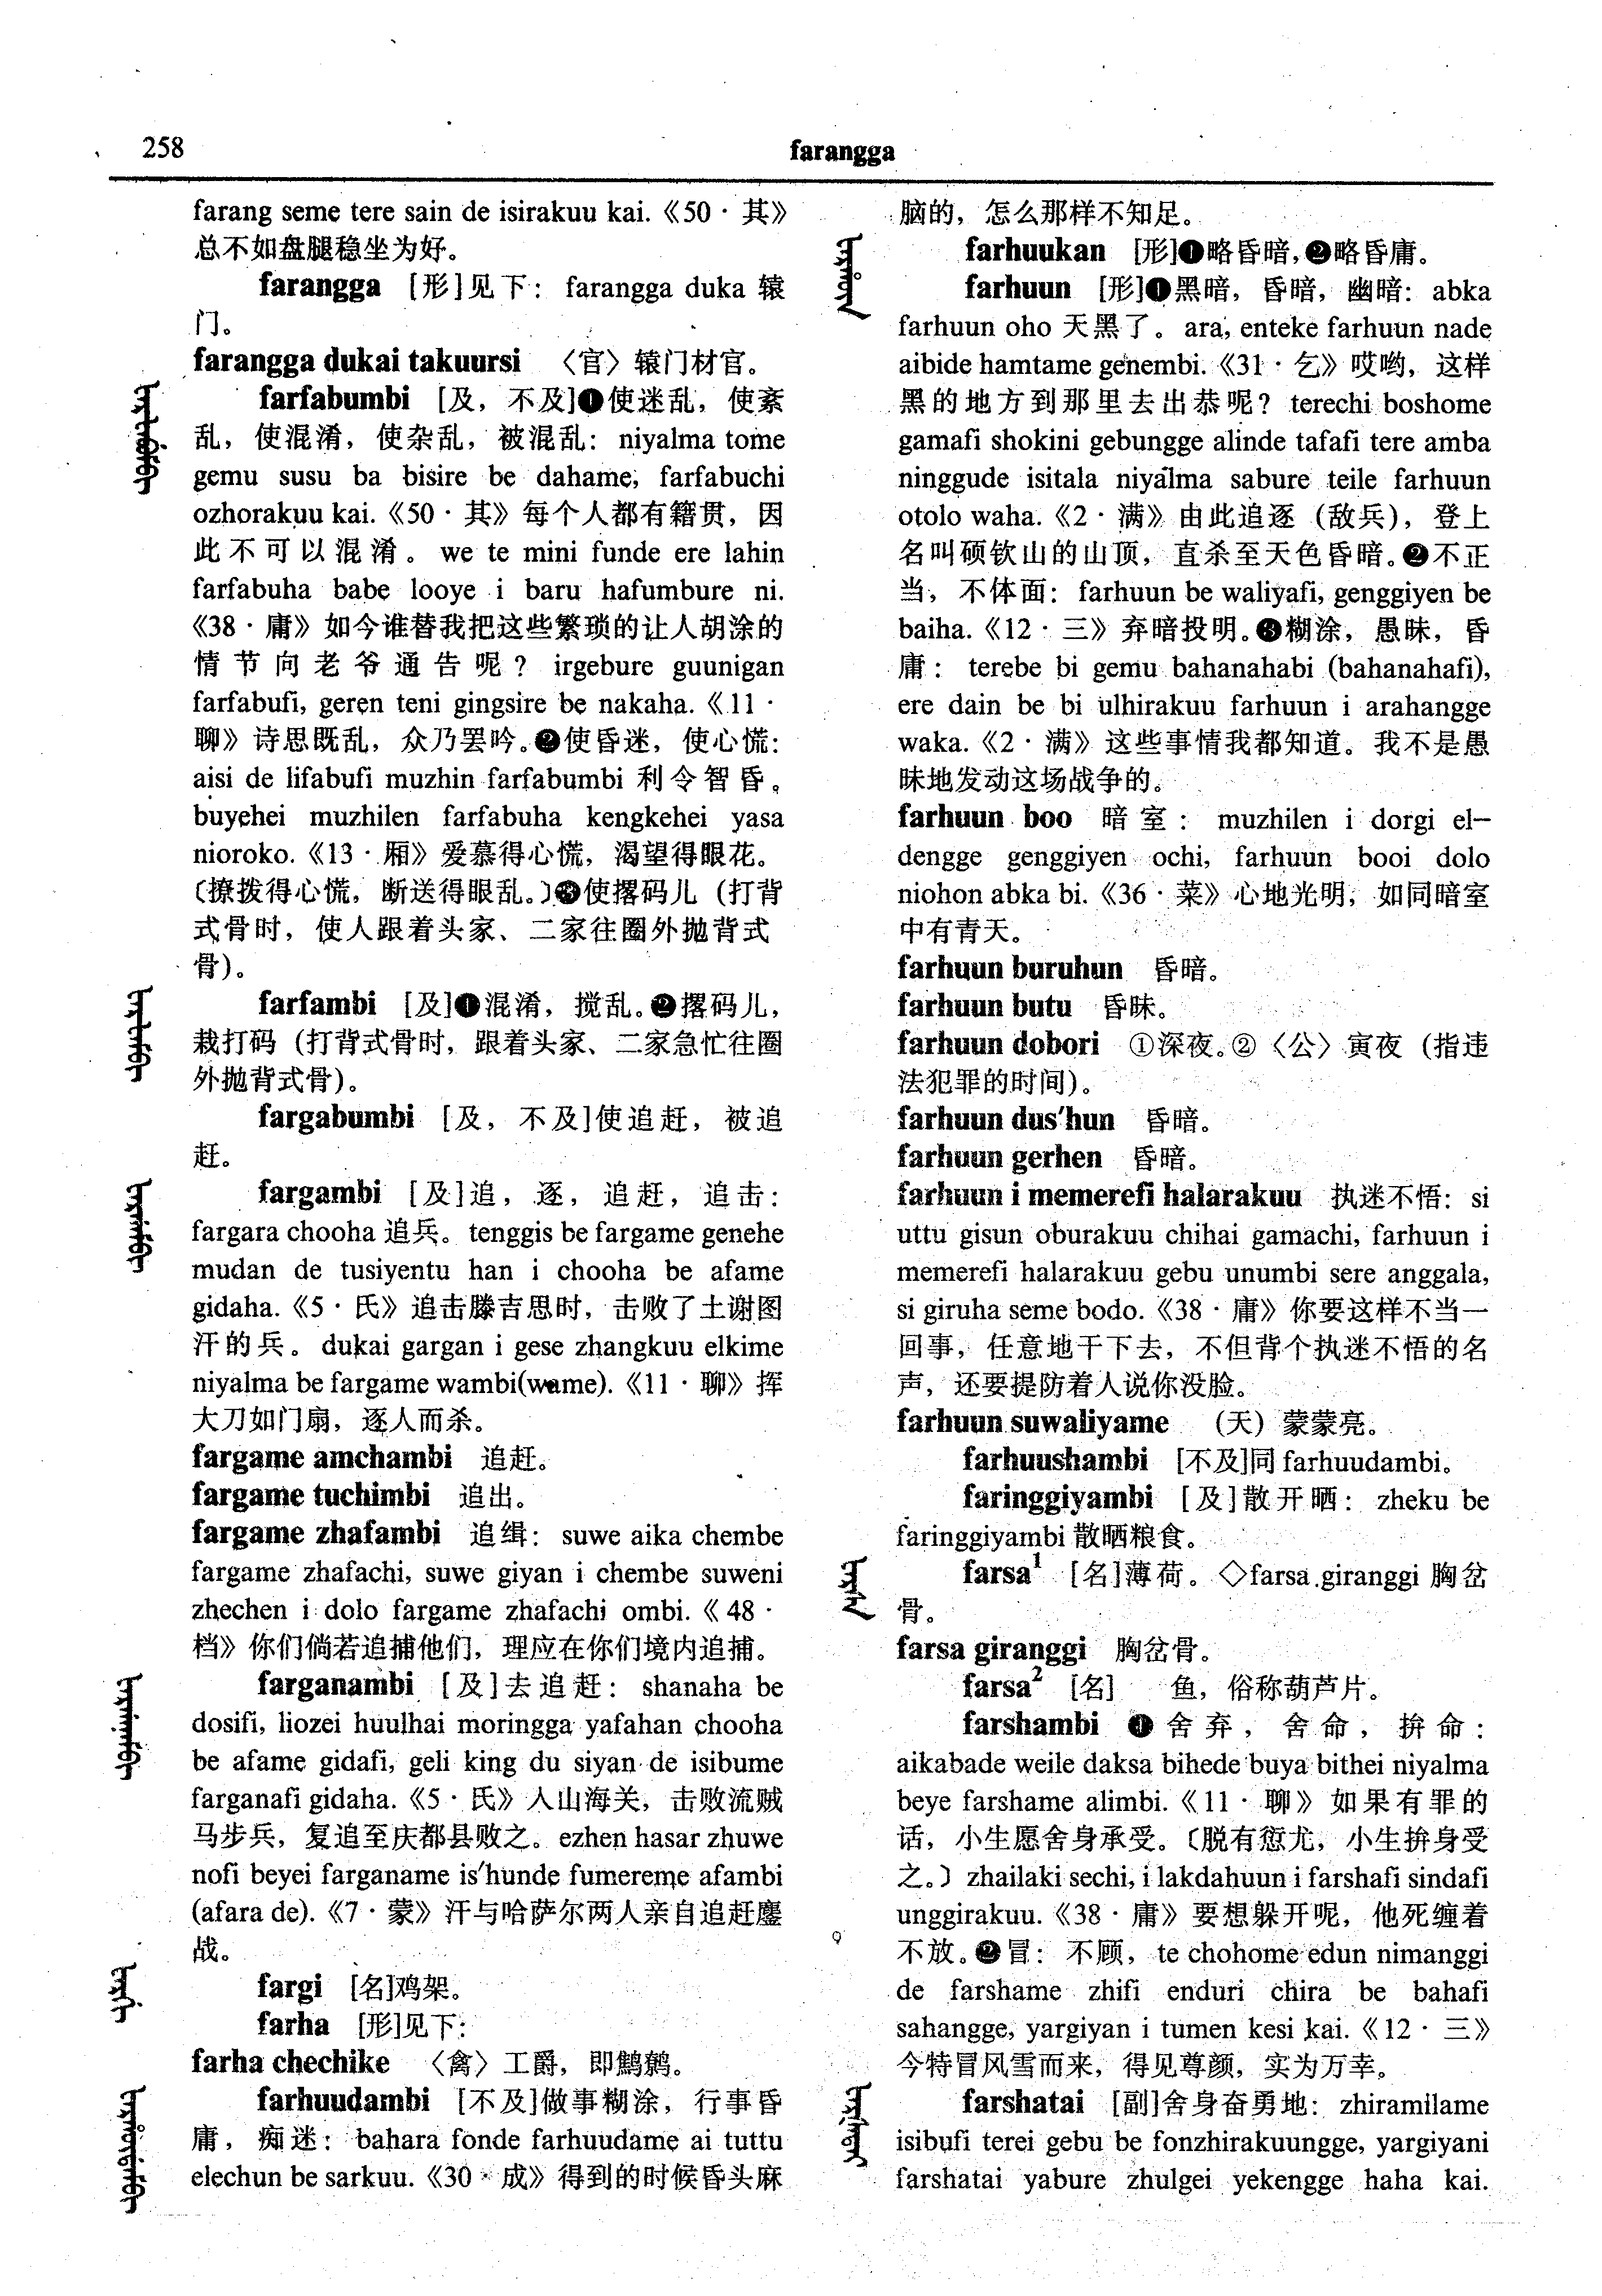 258
farangga
farang seme tere sain de isirakuu kai.《50·其》
总不如盘腿稳坐为好。
farangga [形]见下：farangga duka 辕
门。
farangga dukai takuursi 〈官〉辕门材官。
farfabumbi [及，不及]❶使迷乱，使紊
乱，使混淆，使杂乱，被混乱：niyalma tome
gemu susu ba bisire be dahame, farfabuchi
ozhorakuu kai.《50·其》每个人都有籍贯，因
此不可以混淆。we te mini funde ere lahin
farfabuha babe looye i baru hafumbure ni.
《38·庸》如今谁替我把这些繁琐的让人胡涂的
情节向老爷通告呢？irgebure guunigan
farfabufi, geren teni gingsire be nakaha.《11·
聊》诗思既乱，众乃罢吟。❷使昏迷，使心慌：
aisi de lifabufi muzhin farfabumbi 利令智昏。
buyehei muzhilen farfabuha kengkehei yasa
nioroko.《13·厢》爱慕得心慌，渴望得眼花。
〔撩拨得心慌，断送得眼乱。〕❸使撂码儿（打背
式骨时，使人跟着头家、二家往圈外抛背式
骨）。
farfambi [及]❶混淆，搅乱。❷撂码儿，
栽打码（打背式骨时，跟着头家、二家急忙往圈
外抛背式骨）。
fargabumbi [及，不及]使追赶，被追
赶。
fargambi [及]追，逐，追赶，追击：
fargara chooha 追兵。tenggis be fargame genehe
mudan de tusiyentu han i chooha be afame
gidaha.《5·氏》追击滕吉思时，击败了土谢图
汗的兵。dukai gargan i gese zhangkuu elkime
niyalma be fargame wambi(wame).《11·聊》挥
大刀如门扇，逐人而杀。
fargame amchambi 追赶。
fargame tuchimbi 追出。
fargame zhafambi 追缉：suwe aika chembe
fargame zhafachi, suwe giyan i chembe suweni
zhechen i dolo fargame zhafachi ombi.《48·
档》你们倘若追捕他们，理应在你们境内追捕。
farganambi [及]去追赶：shanaha be
dosifi, liozei huulhai moringga yafahan chooha
be afame gidafi, geli king du siyan de isibume
farganafi gidaha.《5·氏》人山海关，击败流贼
马步兵，复追至庆都县败之。ezhen hasar zhuwe
nofi beyei farganame is'hunde fumereme afambi
(afara de).《7·蒙》汗与哈萨尔两人亲自追赶鏖
战。
fargi [名]鸡架。
farha [形]见下：
farha chechike 〈禽〉工爵，即鹪鹩。
farhuudambi [不及]做事糊涂，行事昏
庸，痴迷：bahara fonde farhuudame ai tuttu
elechun be sarkuu.《30·成》得到的时候昏头麻
脑的，怎么那样不知足。
farhuukan [形]❶略昏暗，❷略昏庸。
farhuun [形]❶黑暗，昏暗，幽暗：abka
farhuun oho 天黑了。ara, enteke farhuun nade
aibide hamtame genembi.《31·乞》哎哟，这样
黑的地方到那里去出恭呢？terechi boshome
gamafi shokini gebungge alinde tafafi tere amba
ninggude isitala niyalma sabure teile farhuun
otolo waha.《2·满》由此追逐（敌兵），登上
名叫硕钦山的山顶，直杀至天色昏暗。❷不正
当，不体面：farhuun be waliyafi, genggiyen be
baiha.《12·三》弃暗投明。❸糊涂，愚昧，昏
庸：terebe bi gemu bahanahabi (bahanahafi),
ere dain be bi ulhirakuu farhuun i arahangge
waka.《2·满》这些事情我都知道。我不是愚
昧地发动这场战争的。
farhuun boo 暗室：muzhilen i dorgi el-
dengge genggiyen ochi, farhuun booi dolo
niohon abka bi.《36·菜》心地光明，如同暗室
中有青天。
farhuun buruhun 昏暗。
farhuun butu 昏昧。
farhuun dobori ①深夜。②〈公〉寅夜（指违
法犯罪的时间）。
farhuun dus'hun 昏暗。
farhuun gerhen 昏暗。
farhuun i memerefi halarakuu 执迷不悟：si
uttu gisun oburakuu chihai gamachi, farhuun i
memerefi halarakuu gebu unumbi sere anggala,
si giruha seme bodo.《38·庸》你要这样不当一
回事，任意地干下去，不但背个执迷不悟的名
声，还要提防着人说你没脸。
farhuun suwaliyame （天）蒙蒙亮。
farhuushambi [不及]同 farhuudambi。
faringgiyambi [及]散开晒：zheku be
faringgiyambi 散晒粮食。
farsa¹ [名]薄荷。◇farsa giranggi 胸岔
骨。
farsa giranggi 胸岔骨。
farsa² [名] 鱼，俗称葫芦片。
farshambi ❶舍弃，舍命，拚命：
aikabade weile daksa bihede buya bithei niyalma
beye farshame alimbi.《11·聊》如果有罪的
话，小生愿舍身承受。〔脱有愆尤，小生拚身受
之。〕zhailaki sechi, i lakdahuun i farshafi sindafi
unggirakuu.《38·庸》要想躲开呢，他死缠着
不放。❷冒：不顾，te chohome edun nimanggi
de farshame zhifi enduri chira be bahafi
sahangge, yargiyan i tumen kesi kai.《12·三》
今特冒风雪而来，得见尊颜，实为万幸。
farshatai [副]舍身奋勇地：zhiramilame
isibufi terei gebu be fonzhirakuungge, yargiyani
farshatai yabure zhulgei yekengge haha kai.